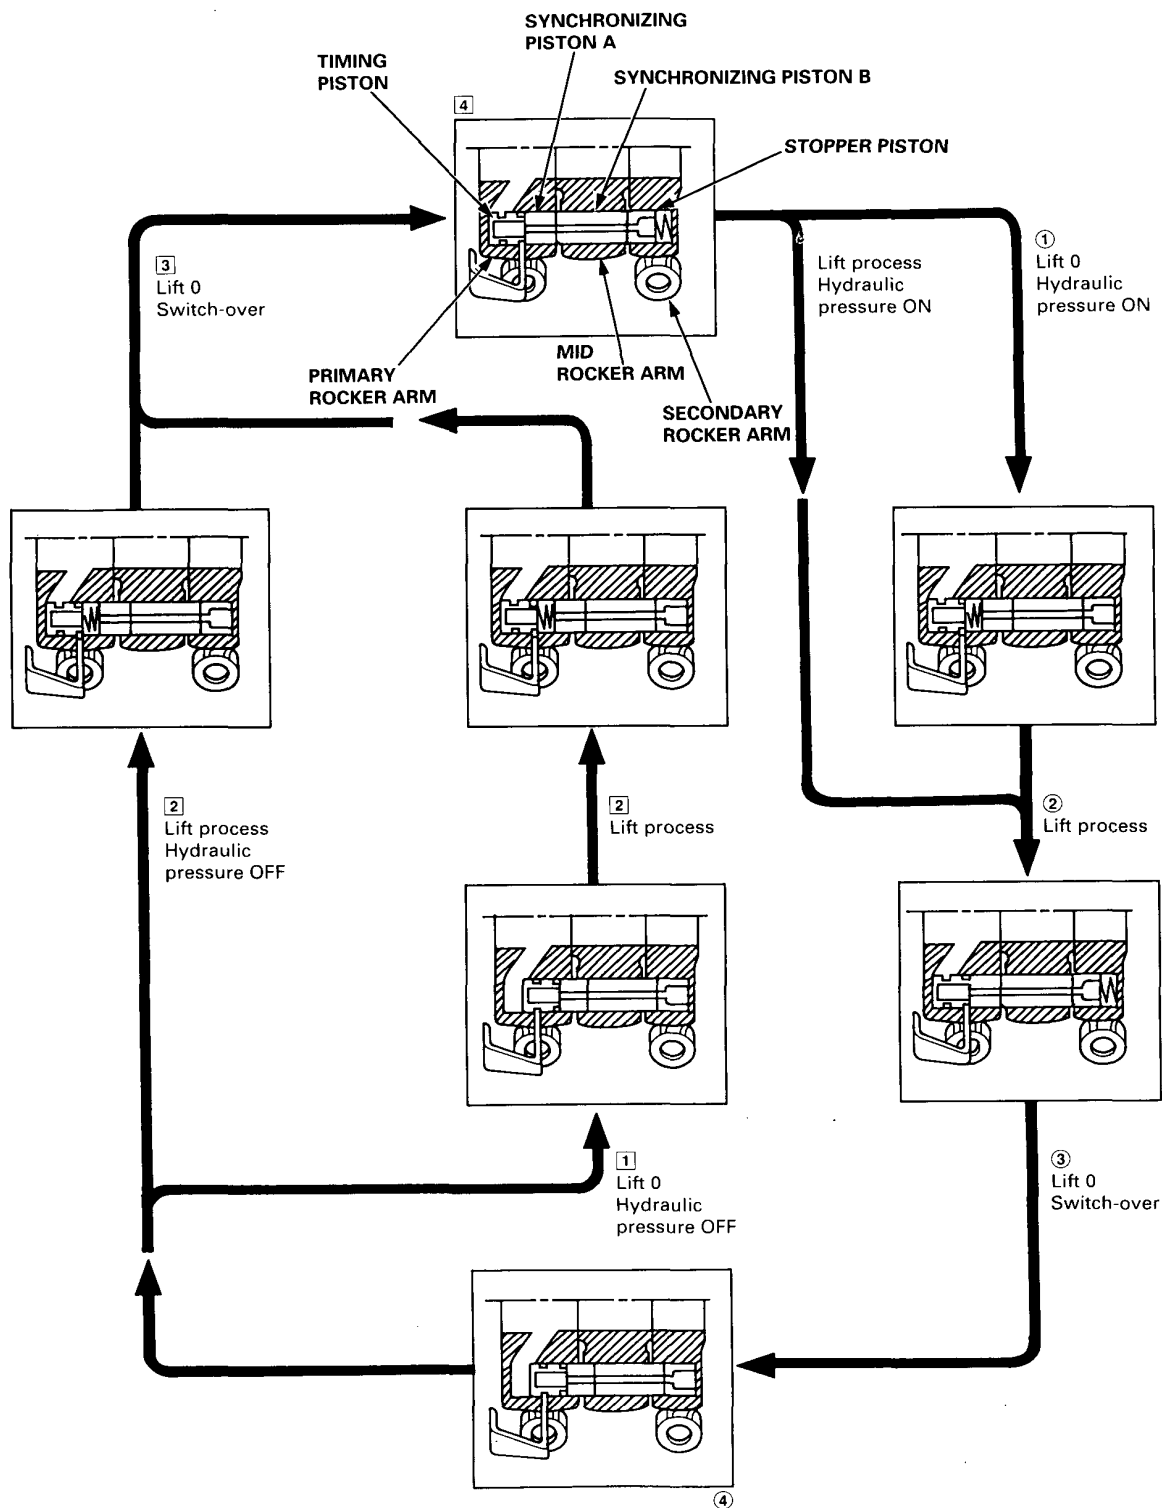 SYNCHRONIZING
PISTON A
TIMING
PISTON
SYNCHRONIZING PISTON B
4
STOPPER PISTON
3
Lift 0
Switch-over
Lift process
Hydraulic
pressure ON
①
Lift 0
Hydraulic
pressure ON
PRIMARY
ROCKER ARM
MID
ROCKER ARM
SECONDARY
ROCKER ARM
2
Lift process
Hydraulic
pressure OFF
2
Lift process
②
Lift process
1
Lift 0
Hydraulic
pressure OFF
③
Lift 0
Switch-over
④